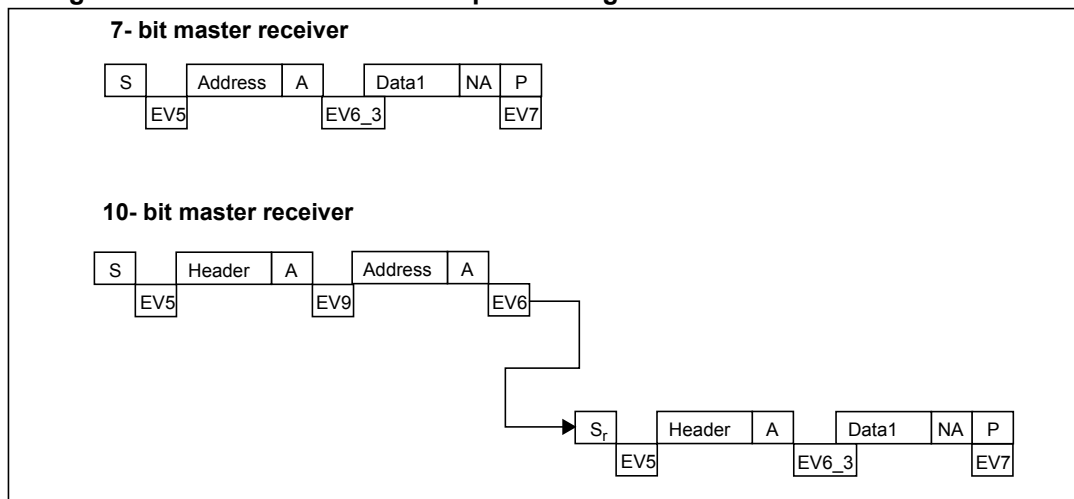 7- bit master receiver
S Address A Data1 NA P
EV5 EV6_3 EV7
10- bit master receiver
S Header A Address A
EV5 EV9 EV6
Sr Header A Data1 NA P
EV5 EV6_3 EV7